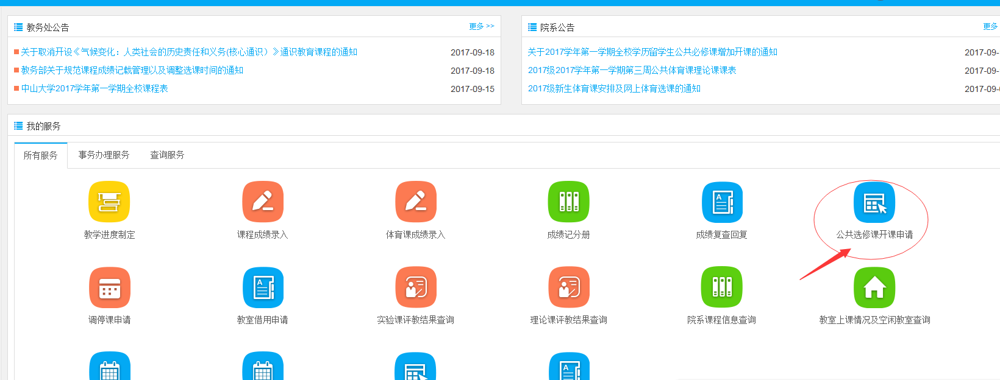 教务处公告
更多 >>
关于取消开设《气候变化：人类社会的历史责任和义务(核心通识）》通识教育课程的通知 2017-09-18
教务部关于规范课程成绩记载管理以及调整选课时间的通知 2017-09-18
中山大学2017学年第一学期全校课程表 2017-09-15
院系公告
更多
关于2017学年第一学期全校学历留学生公共必修课增加开课的通知 2017-09-
2017级2017学年第一学期第三周公共体育课理论课课表 2017-09-
2017级新生体育课安排及网上体育选课的通知 2017-09-
我的服务
所有服务 事务办理服务 查询服务
教学进度制定 课程成绩录入 体育课成绩录入 成绩记分册 成绩复查回复 公共选修课开课申请
调停课申请 教室借用申请 实验课评教结果查询 理论课评教结果查询 院系课程信息查询 教室上课情况及空闲教室查询